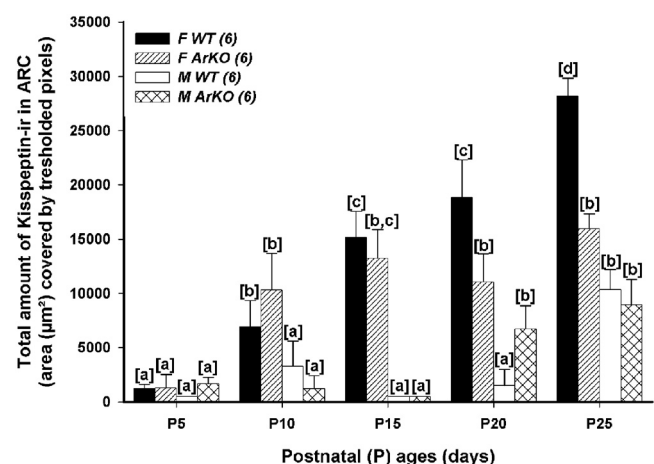 Total amount of Kisspeptin-ir in ARC
(area (µm²) covered by tresholded pixels)
35000
30000
25000
20000
15000
10000
5000
0
F WT (6)
F ArKO (6)
M WT (6)
M ArKO (6)
[a] [a] [a] [a]
[b] [b] [a] [a]
[c] [b,c] [a] [a]
[c] [b] [a] [b]
[d] [b] [b] [b]
P5 P10 P15 P20 P25
Postnatal (P) ages (days)